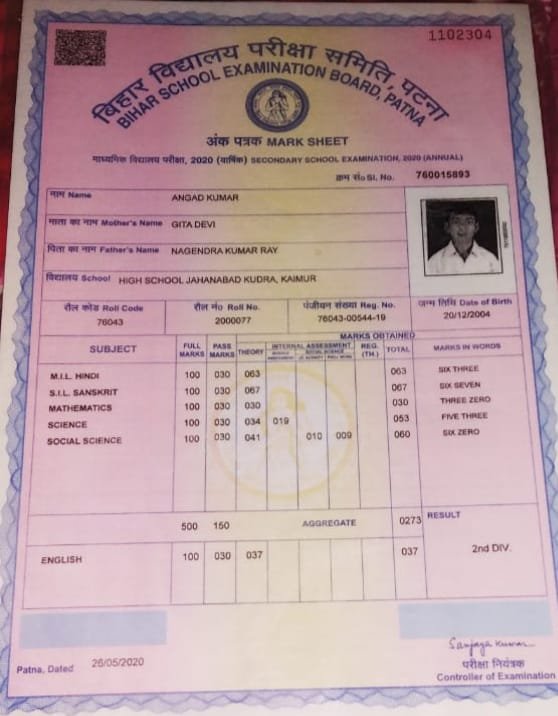 1102304
बिहार विद्यालय परीक्षा समिति, पटना
BIHAR SCHOOL EXAMINATION BOARD, PATNA
अंक पत्रक MARK SHEET
माध्यमिक विद्यालय परीक्षा, 2020 (वार्षिक) SECONDARY SCHOOL EXAMINATION, 2020 (ANNUAL)
क्रम सं० Sl. No. 760015893
नाम Name ANGAD KUMAR
माता का नाम Mother's Name GITA DEVI
पिता का नाम Father's Name NAGENDRA KUMAR RAY
विद्यालय School HIGH SCHOOL JAHANABAD KUDRA, KAIMUR
रौल कोड Roll Code रौल नं० Roll No. पंजीयन संख्या Reg. No. जन्म तिथि Date of Birth
76043 2000077 76043-00544-19 20/12/2004
MARKS OBTAINED
SUBJECT FULL MARKS PASS MARKS THEORY INTERNAL ASSESSMENT REG. (TH.) TOTAL MARKS IN WORDS
M.I.L. HINDI 100 030 063 063 SIX THREE
S.I.L. SANSKRIT 100 030 067 067 SIX SEVEN
MATHEMATICS 100 030 030 030 THREE ZERO
SCIENCE 100 030 034 019 053 FIVE THREE
SOCIAL SCIENCE 100 030 041 010 009 060 SIX ZERO
500 150 AGGREGATE 0273 RESULT
ENGLISH 100 030 037 037 2nd DIV.
Sanjaya Kumar
Patna, Dated 26/05/2020 परीक्षा नियंत्रक
Controller of Examination